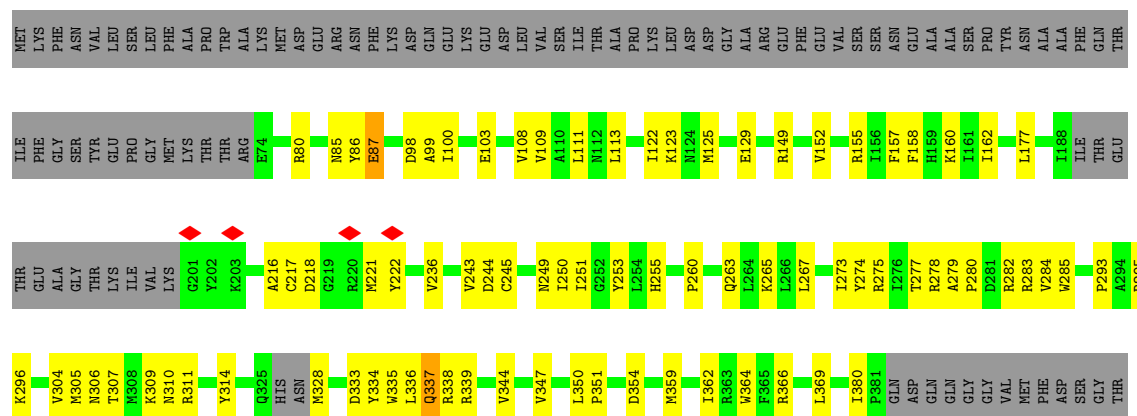 MET LYS PHE ASN VAL LEU SER LEU PHE ALA PRO TRP ALA LYS MET ASP GLU ARG ASN PHE LYS ASP GLN GLU LYS GLU ASP LEU VAL SER ILE THR ALA PRO LYS LEU ASP ASP GLY ALA ARG GLU PHE GLU VAL SER SER ASN GLU ALA ALA SER PRO TYR ASN ALA ALA PHE GLN THR
ILE PHE GLY SER TYR GLU PRO GLY MET LYS THR THR ARG E74 R80 N85 Y86 E87 D98 A99 I100 E103 V108 V109 A110 L111 N112 L113 I122 K123 N124 M125 E129 R149 V152 R155 I156 F157 F158 H159 K160 I161 I162 L177 I188 ILE THR GLU
THR GLU ALA GLY THR LYS ILE VAL LYS G201 Y202 K203 A216 C217 D218 G219 R220 M221 Y222 V236 V243 D244 C245 N249 I250 I251 G252 Y253 L254 H255 P260 Q263 L264 K265 L266 L267 I273 Y274 R275 I276 T277 R278 A279 P280 D281 R282 R283 V284 W285 P293 A294
K296 V304 M305 N306 T307 M308 K309 N310 R311 Y314 Q325 HIS ASN M328 D333 Y334 W335 L336 Q337 R338 R339 V344 V347 L350 P351 D354 M359 I362 R363 W364 F365 R366 L369 I380 P381 GLN ASP GLN GLN GLY GLY VAL MET PHE ASP SER GLY THR